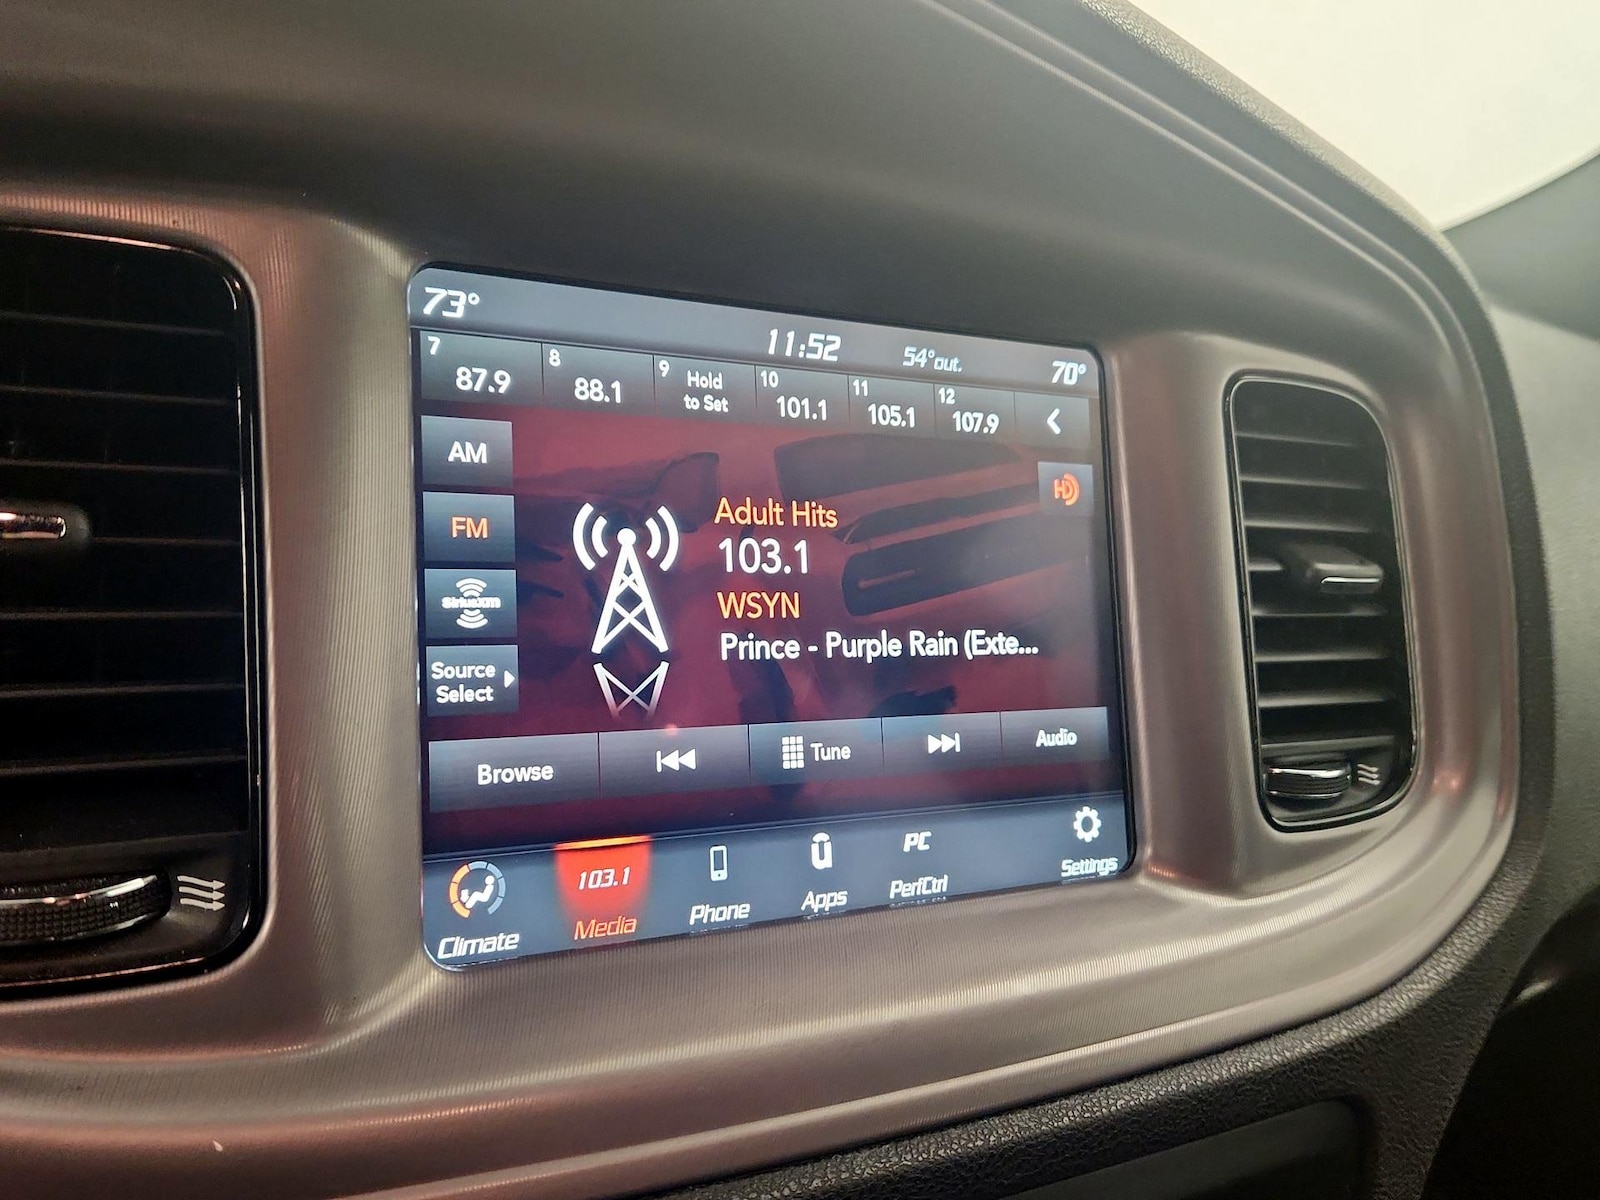 73°
11:52
54°out.
70°
7
87.9
8
88.1
9
Hold
to Set
10
101.1
11
105.1
12
107.9
AM
FM
SiriusXM
Source
Select
HD
Adult Hits
103.1
WSYN
Prince - Purple Rain (Exte...
Browse
Tune
Audio
Climate
103.1
Media
Phone
Apps
PC
PerfCtrl
Settings